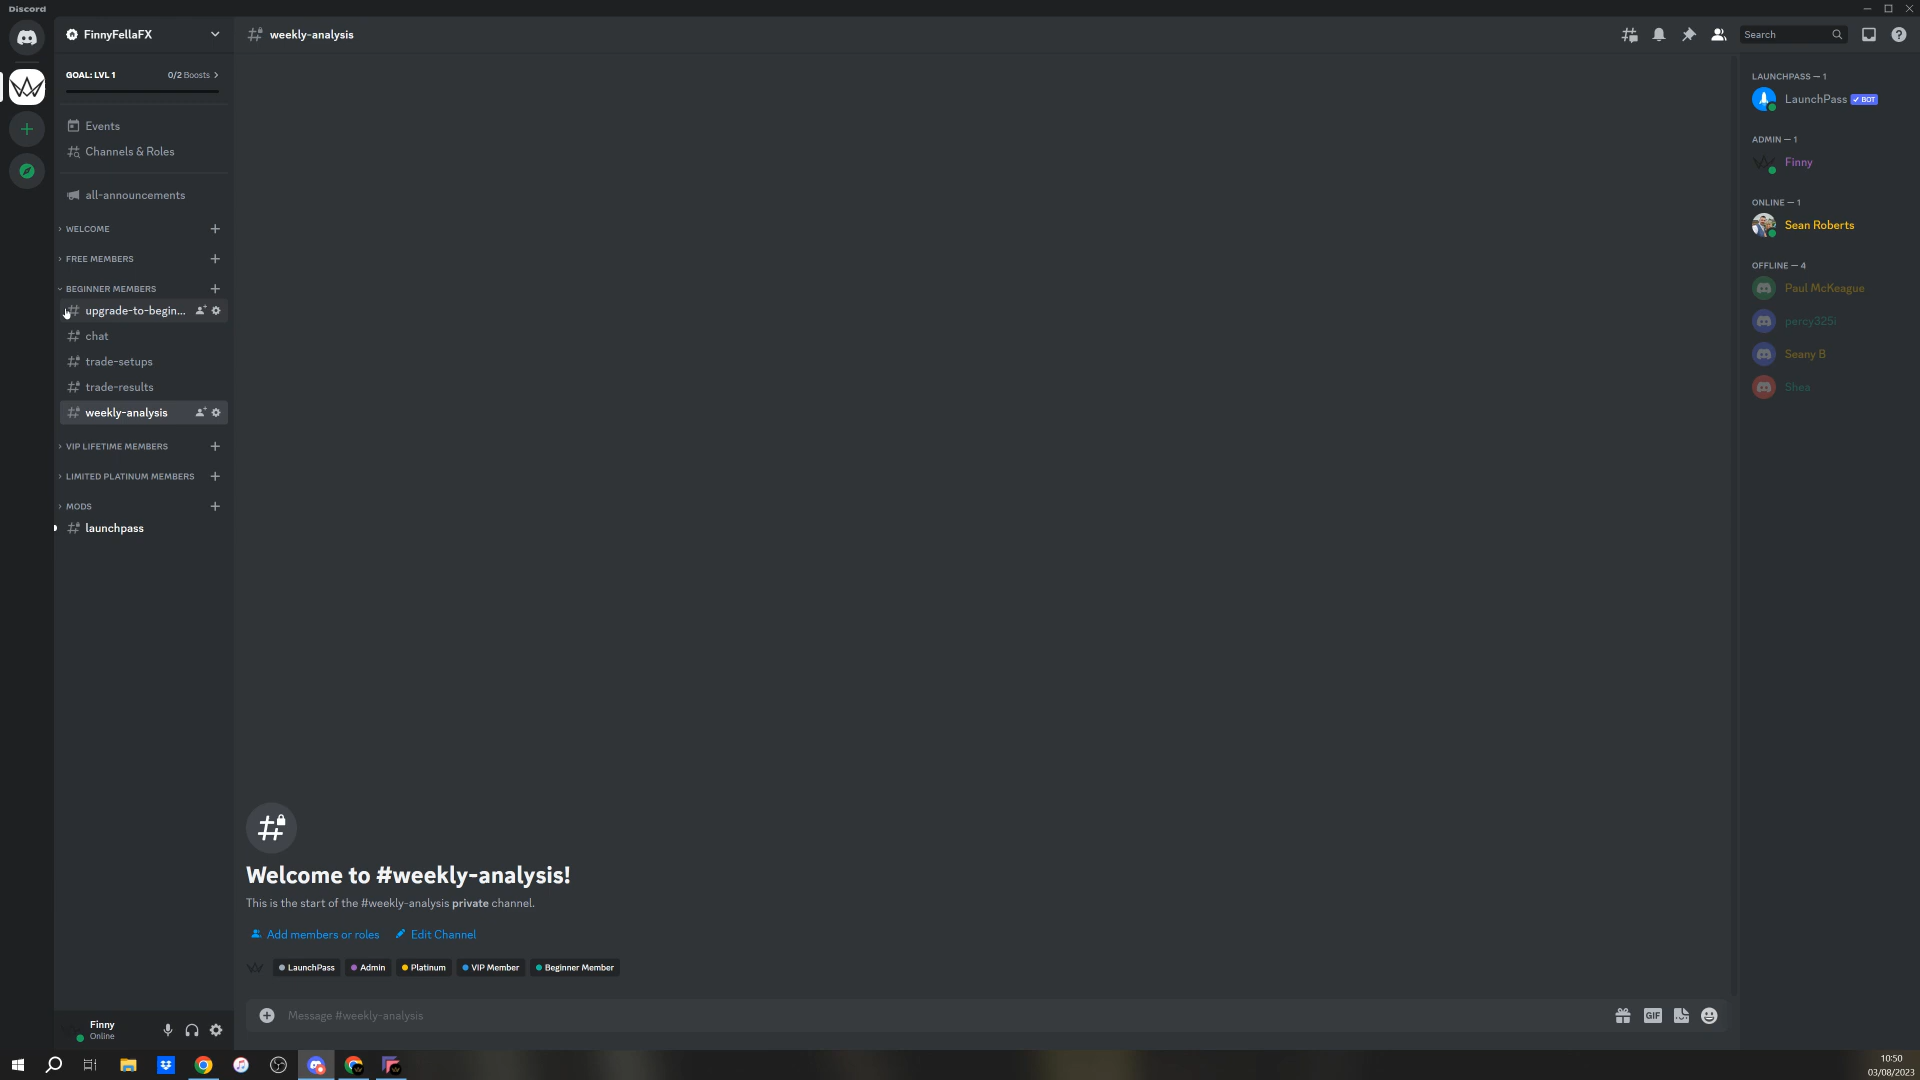 Discord
FinnyFellaFX
GOAL: LVL 1
0/2 Boosts
Events
Channels & Roles
all-announcements
WELCOME
FREE MEMBERS
BEGINNER MEMBERS
upgrade-to-begin...
chat
trade-setups
trade-results
weekly-analysis
VIP LIFETIME MEMBERS
LIMITED PLATINUM MEMBERS
MODS
launchpass
Finny
Online
weekly-analysis
Search
Welcome to #weekly-analysis!
This is the start of the #weekly-analysis private channel.
Add members or roles
Edit Channel
LaunchPass
Admin
Platinum
VIP Member
Beginner Member
Message #weekly-analysis
GIF
LAUNCHPASS — 1
LaunchPass
BOT
ADMIN — 1
Finny
ONLINE — 1
Sean Roberts
OFFLINE — 4
Paul McKeague
percy325i
Seany B
Shea
10:50
03/08/2023